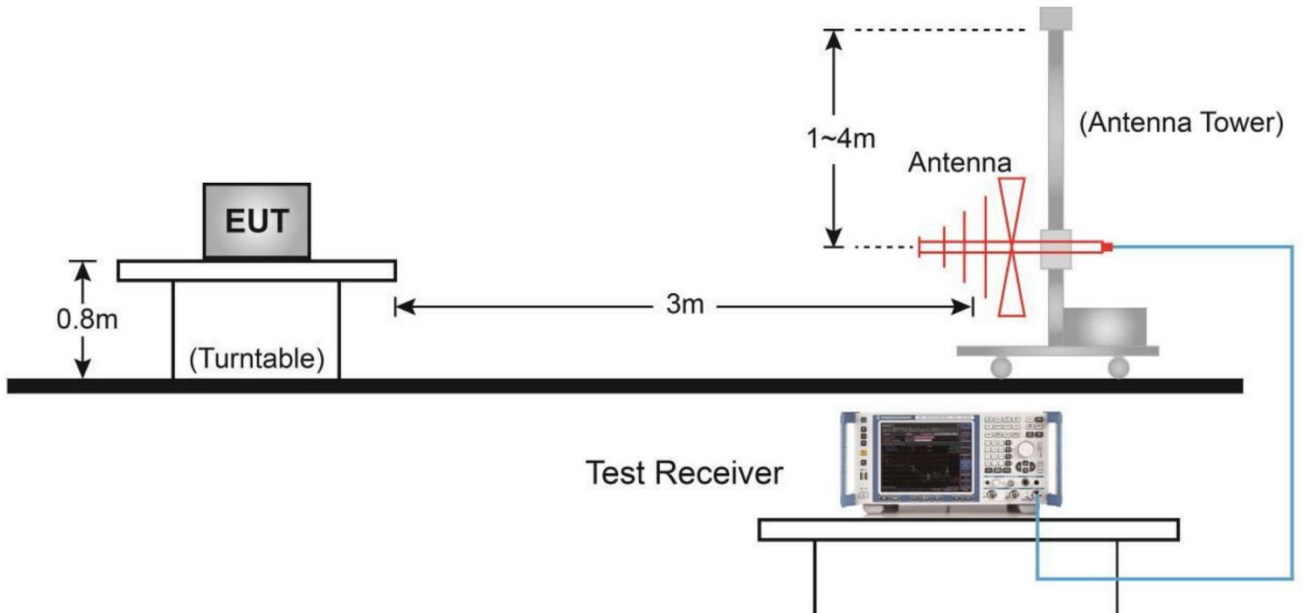 1~4m
(Antenna Tower)
Antenna
EUT
0.8m
3m
(Turntable)
Test Receiver